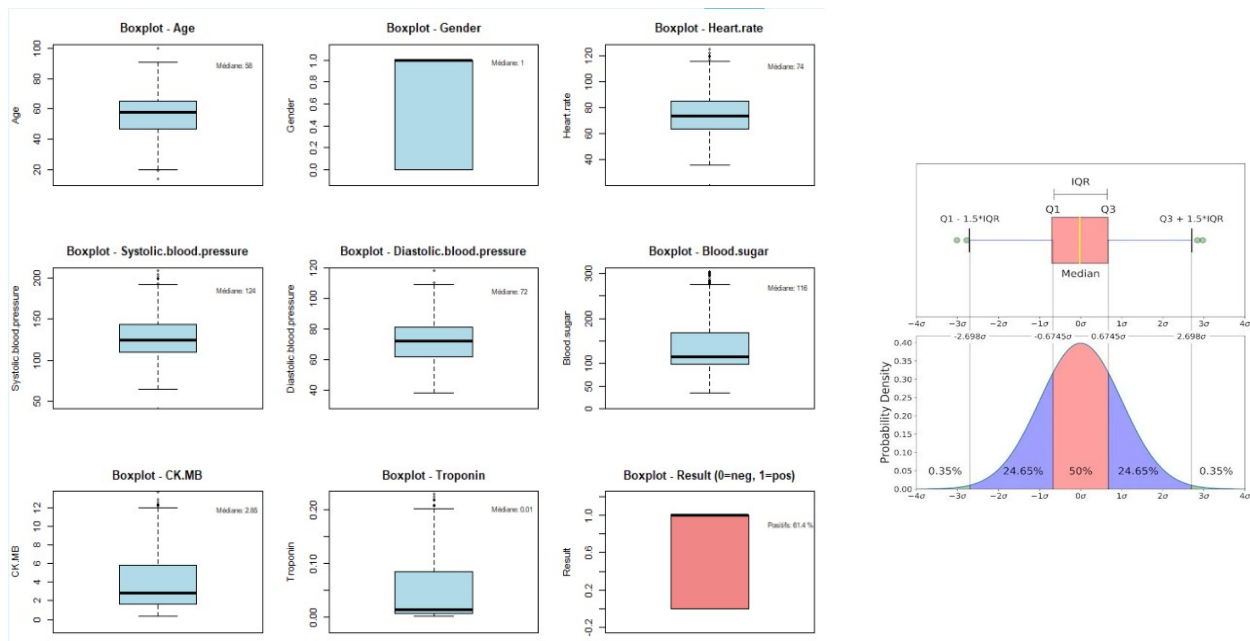 Boxplot - Age
Médiane: 58
Age
100
80
60
40
20
Boxplot - Gender
Médiane: 1
Gender
1.0
0.8
0.6
0.4
0.2
0.0
Boxplot - Heart.rate
Médiane: 74
Heart.rate
120
100
80
60
40
Boxplot - Systolic.blood.pressure
Médiane: 124
Systolic.blood.pressure
200
150
100
50
Boxplot - Diastolic.blood.pressure
Médiane: 72
Diastolic.blood.pressure
120
100
80
60
40
Boxplot - Blood.sugar
Médiane: 116
Blood.sugar
300
200
100
50
0
Boxplot - CK.MB
Médiane: 2.85
CK.MB
12
10
8
6
4
2
0
Boxplot - Troponin
Médiane: 0.01
Troponin
0.20
0.10
0.00
Boxplot - Result (0=neg, 1=pos)
Positifs: 61.4 %
Result
1.0
0.6
0.2
-0.2
IQR
Q1 Q3
Q1 - 1.5*IQR Q3 + 1.5*IQR
Median
−4σ −3σ −2σ −1σ 0σ 1σ 2σ 3σ 4σ
-2.698σ -0.6745σ 0.6745σ 2.698σ
Probability Density
0.40
0.35
0.30
0.25
0.20
0.15
0.10
0.05
0.00
0.35% 24.65% 50% 24.65% 0.35%
−4σ −3σ −2σ −1σ 0σ 1σ 2σ 3σ 4σ